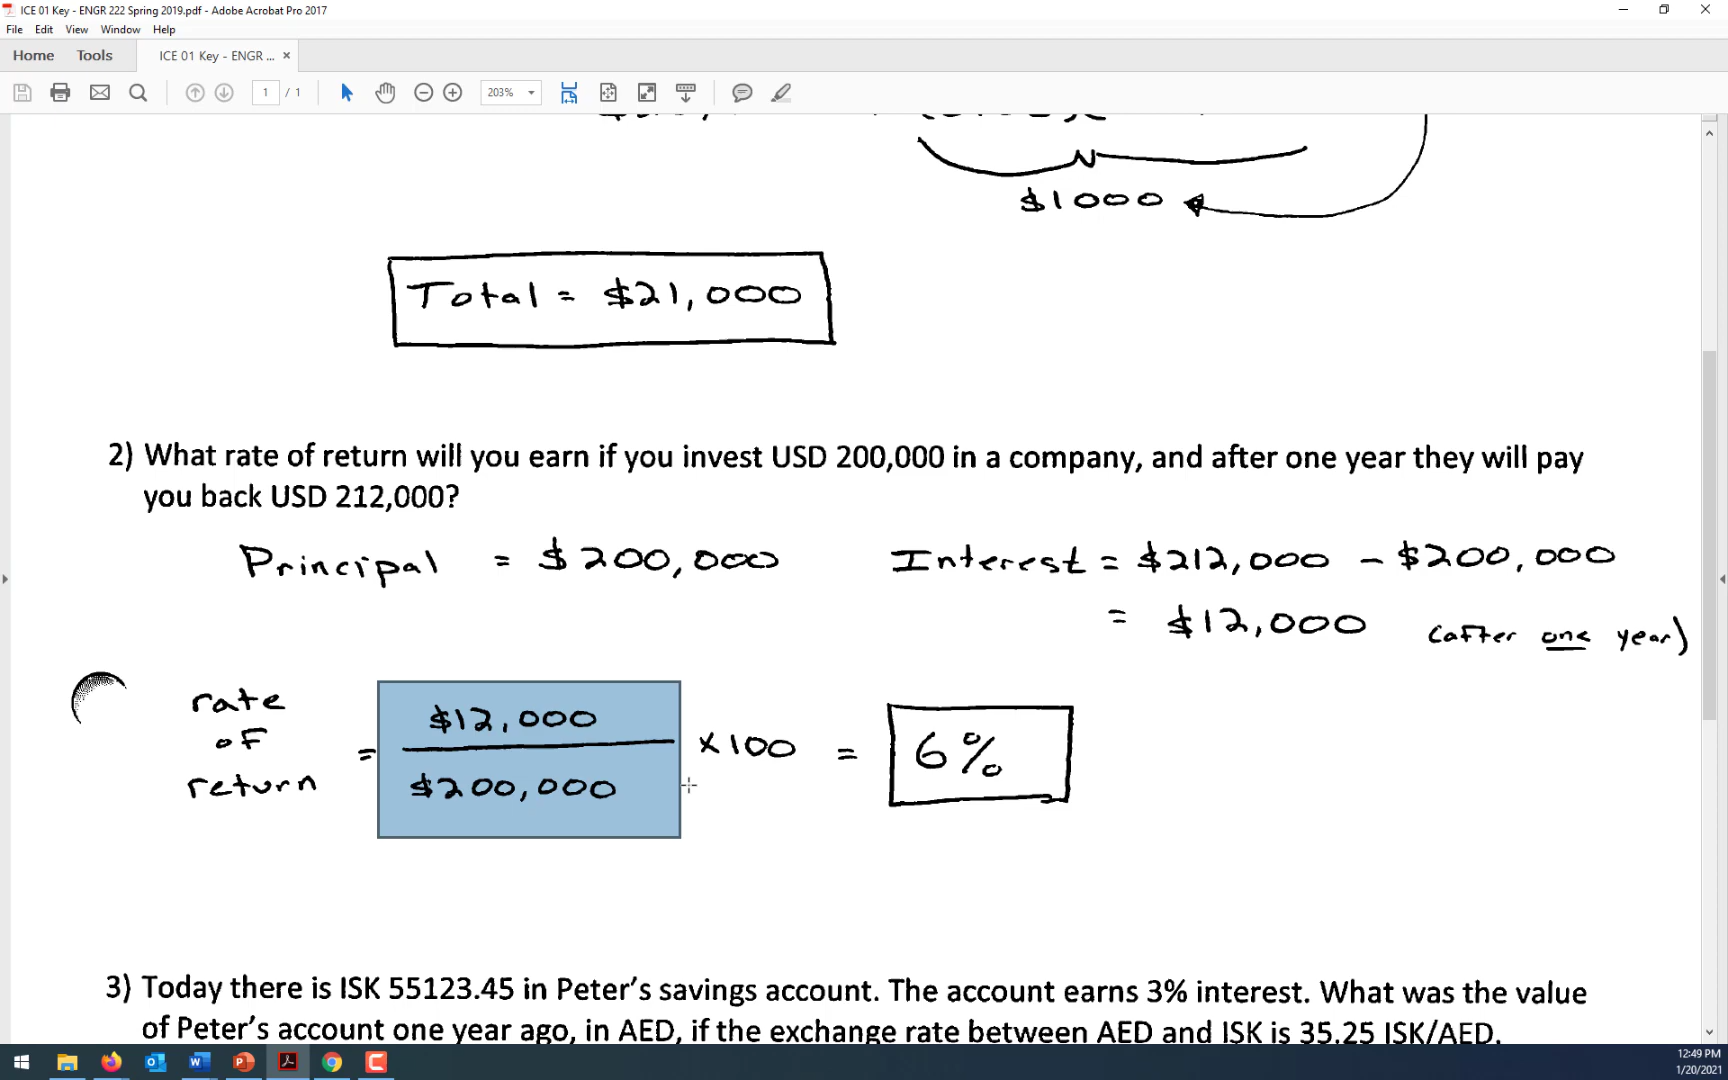 ICE 01 Key - ENGR 222 Spring 2019.pdf - Adobe Acrobat Pro 2017
File Edit View Window Help
Home Tools ICE 01 Key - ENGR ... ×
1 / 1 203%
$1000
Total = $21,000
2) What rate of return will you earn if you invest USD 200,000 in a company, and after one year they will pay
you back USD 212,000?
Principal = $200,000 Interest = $212,000 - $200,000
= $12,000 (after one year)
rate of return = $12,000 / $200,000 × 100 = 6%
3) Today there is ISK 55123.45 in Peter's savings account. The account earns 3% interest. What was the value
of Peter's account one year ago, in AED, if the exchange rate between AED and ISK is 35.25 ISK/AED.
12:49 PM
1/20/2021